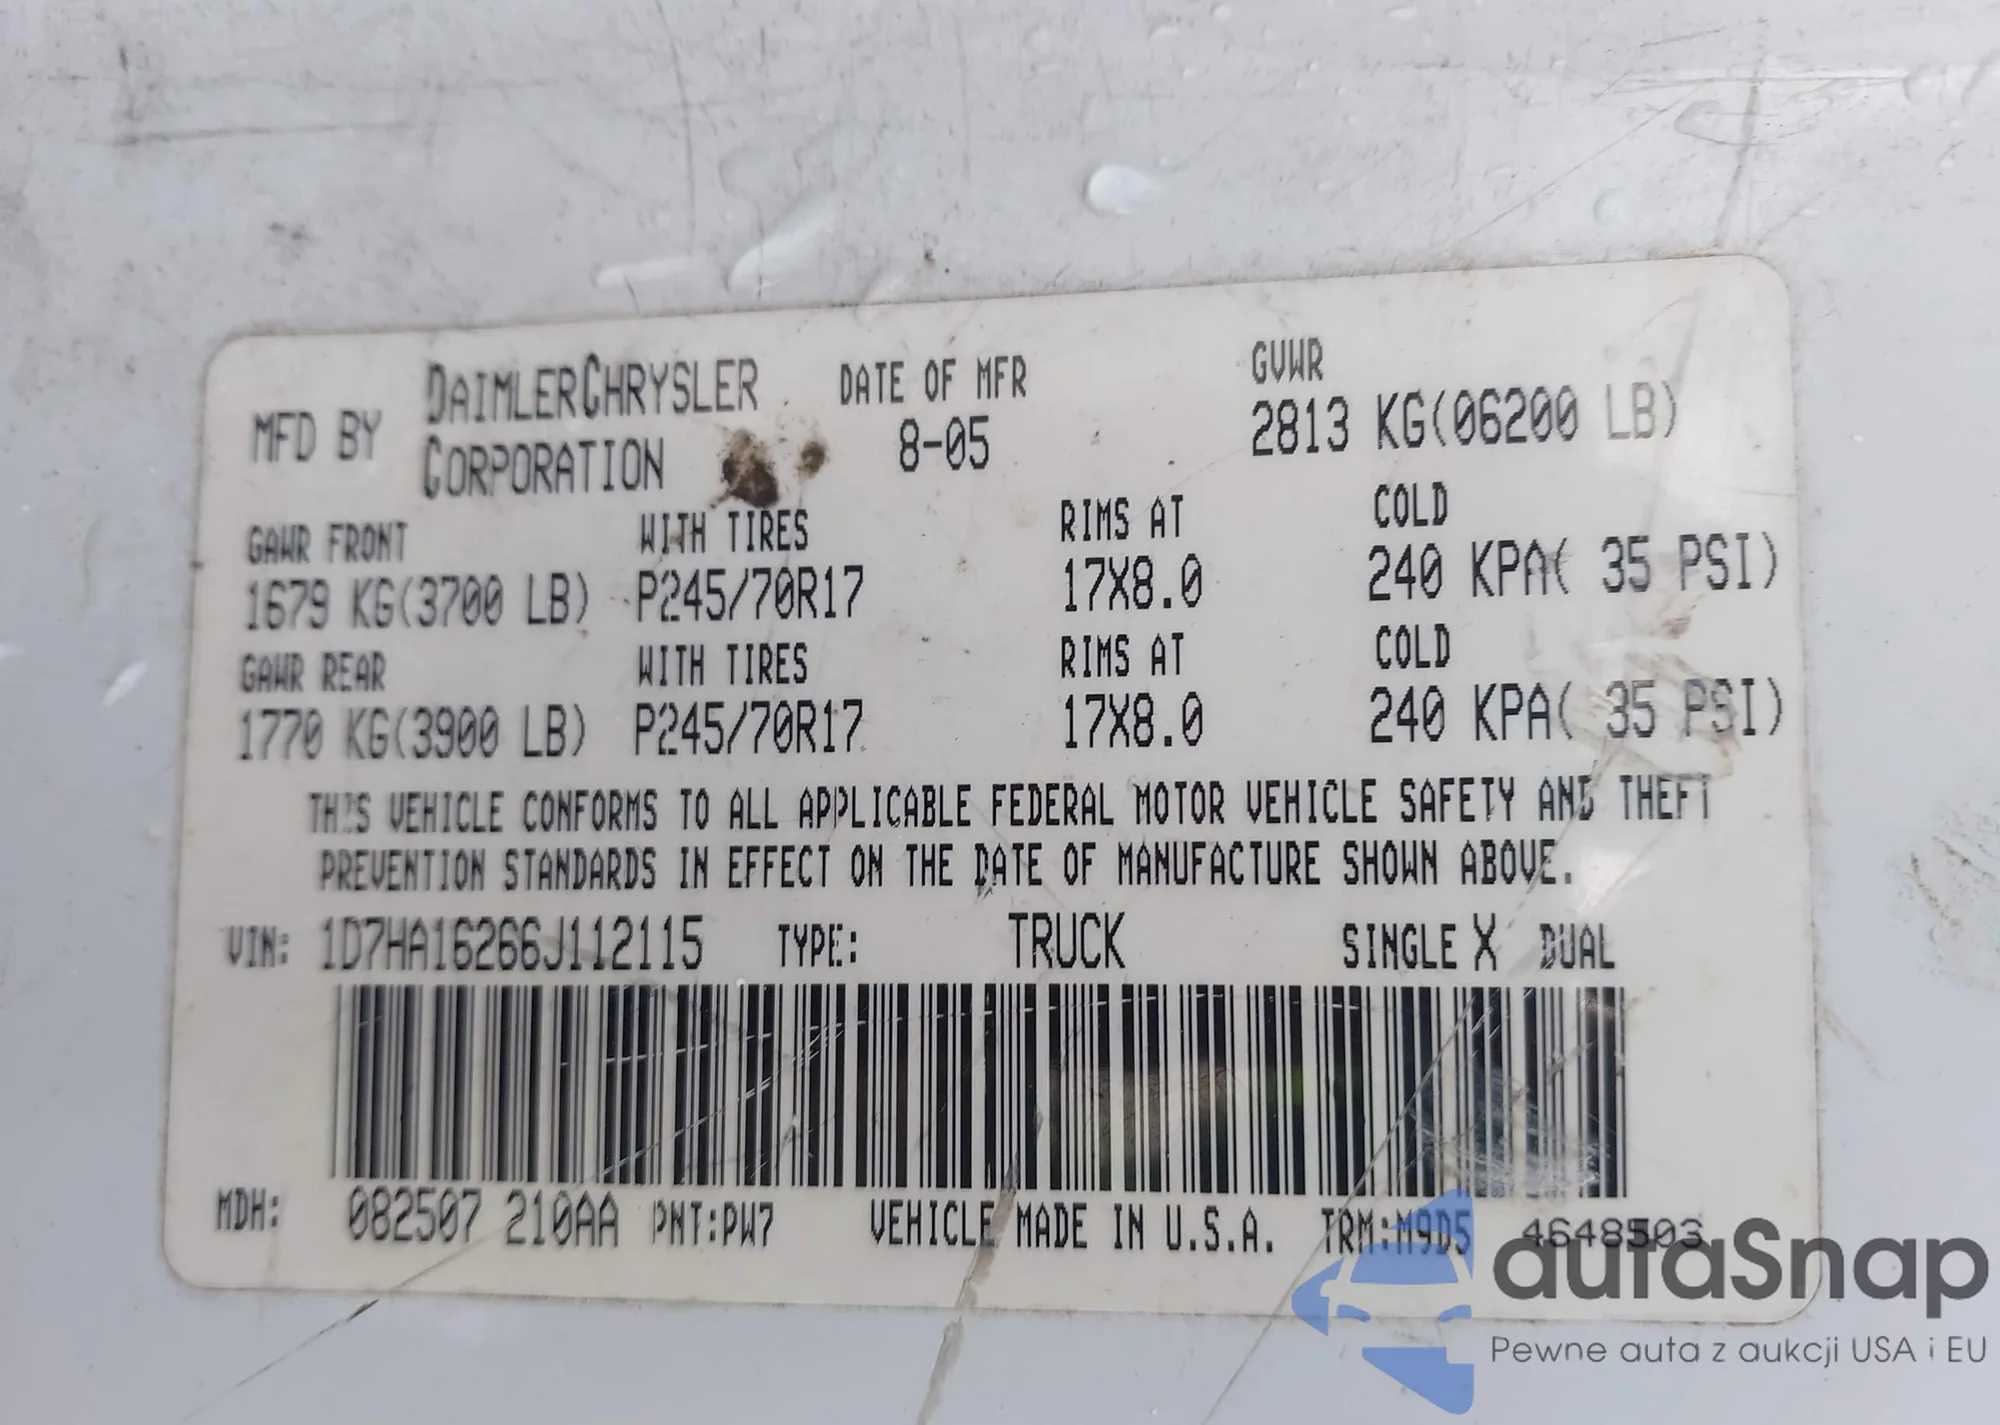 MFD BY DAIMLERCHRYSLER CORPORATION DATE OF MFR 8-05 GVWR 2813 KG(06200 LB)
GAWR FRONT WITH TIRES RIMS AT COLD
1679 KG(3700 LB) P245/70R17 17X8.0 240 KPA( 35 PSI)
GAWR REAR WITH TIRES RIMS AT COLD
1770 KG(3900 LB) P245/70R17 17X8.0 240 KPA( 35 PSI)
THIS VEHICLE CONFORMS TO ALL APPLICABLE FEDERAL MOTOR VEHICLE SAFETY AND THEFT
PREVENTION STANDARDS IN EFFECT ON THE DATE OF MANUFACTURE SHOWN ABOVE.
VIN: 1D7HA16266J112115 TYPE: TRUCK SINGLE X DUAL
MDH: 082507 210AA PNT:PW7 VEHICLE MADE IN U.S.A. TRM:M9D5 4648503
autaSnap
Pewne auta z aukcji USA i EU